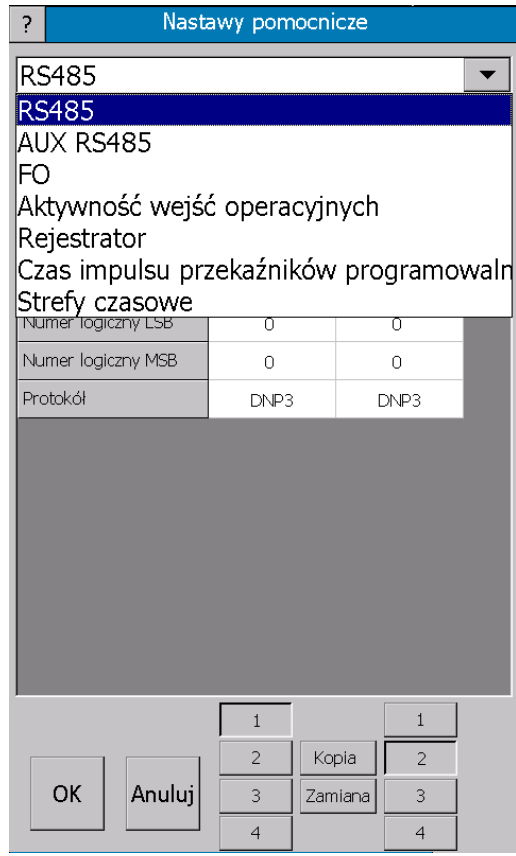 ? Nastawy pomocnicze
RS485
RS485
AUX RS485
FO
Aktywność wejść operacyjnych
Rejestrator
Czas impulsu przekaźników programowaln
Strefy czasowe
Numer logiczny LSB 0 0
Numer logiczny MSB 0 0
Protokół DNP3 DNP3
1 1
2 Kopia 2
OK Anuluj 3 Zamiana 3
4 4